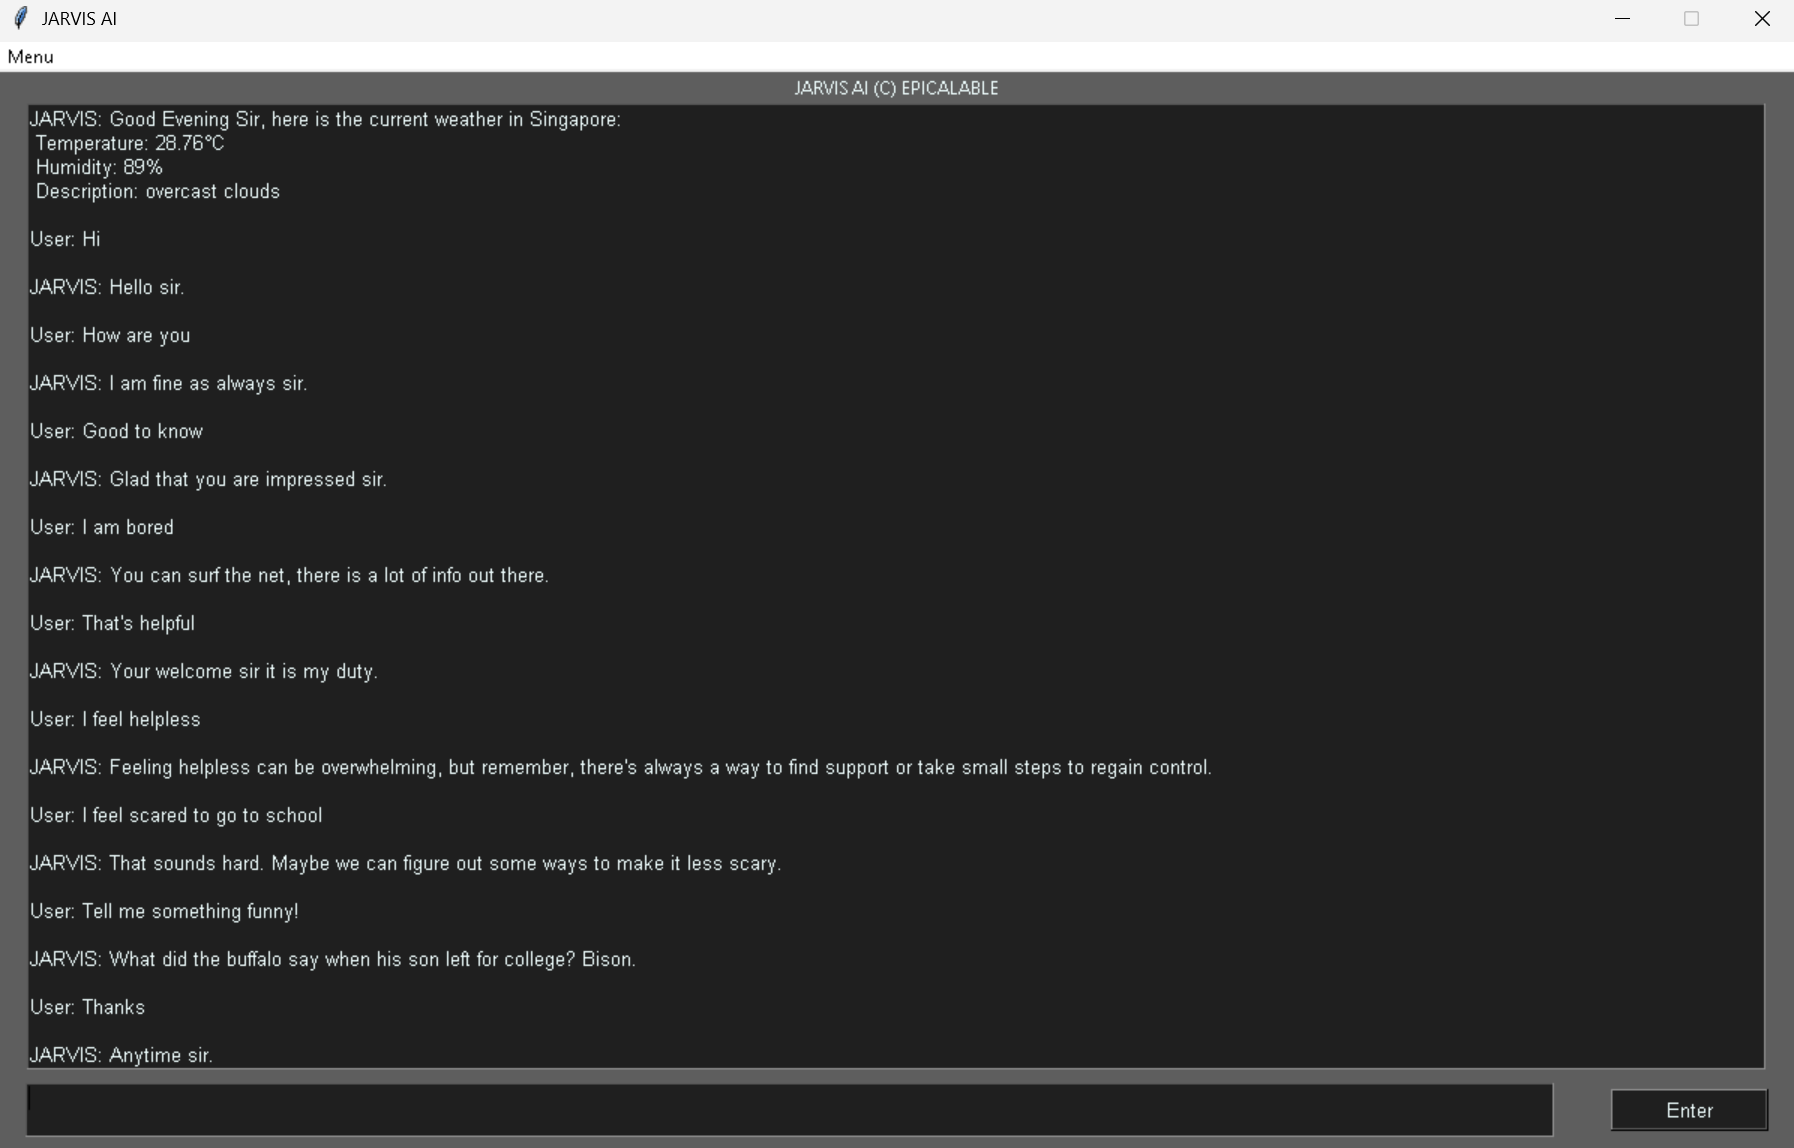 JARVIS AI
Menu
JARVIS AI (C) EPICALABLE
JARVIS: Good Evening Sir, here is the current weather in Singapore:
Temperature: 28.76°C
Humidity: 89%
Description: overcast clouds
User: Hi
JARVIS: Hello sir.
User: How are you
JARVIS: I am fine as always sir.
User: Good to know
JARVIS: Glad that you are impressed sir.
User: I am bored
JARVIS: You can surf the net, there is a lot of info out there.
User: That's helpful
JARVIS: Your welcome sir it is my duty.
User: I feel helpless
JARVIS: Feeling helpless can be overwhelming, but remember, there's always a way to find support or take small steps to regain control.
User: I feel scared to go to school
JARVIS: That sounds hard. Maybe we can figure out some ways to make it less scary.
User: Tell me something funny!
JARVIS: What did the buffalo say when his son left for college? Bison.
User: Thanks
JARVIS: Anytime sir.
Enter